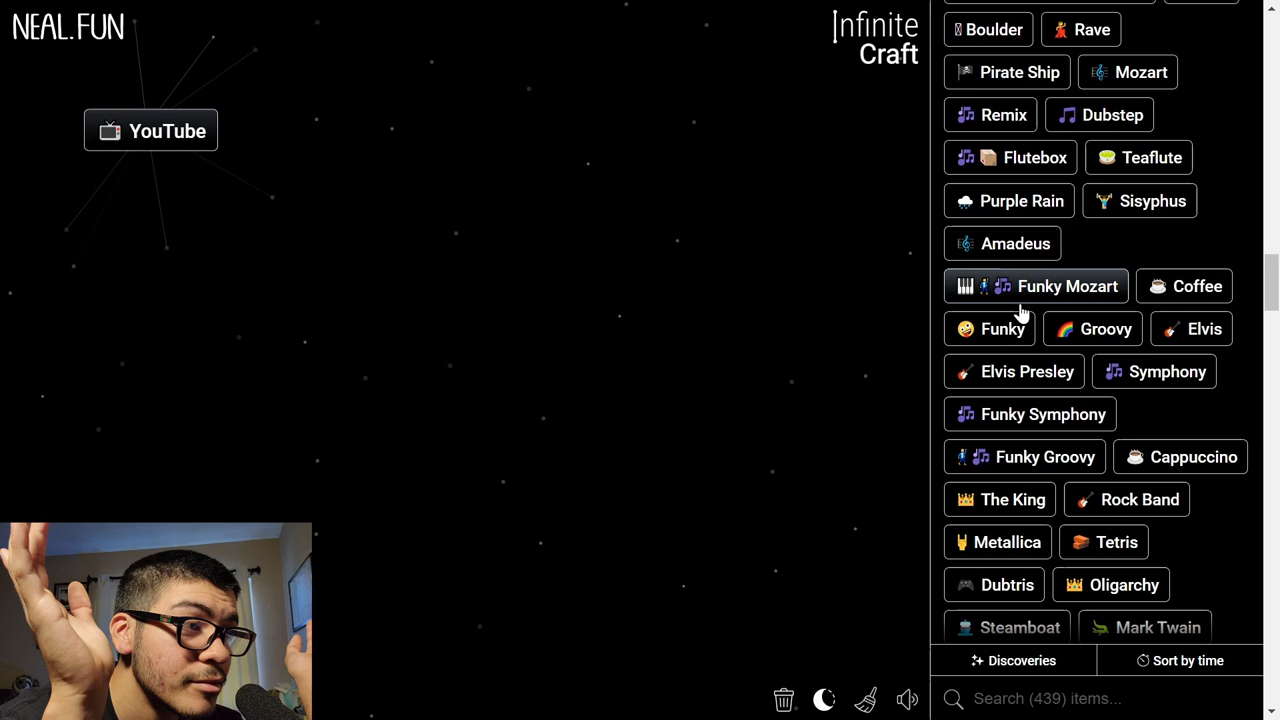 NEAL.FUN
Infinite
Craft
YouTube
Boulder Rave
Pirate Ship Mozart
Remix Dubstep
Flutebox Teaflute
Purple Rain Sisyphus
Amadeus
Funky Mozart Coffee
Funky Groovy Elvis
Elvis Presley Symphony
Funky Symphony
Funky Groovy Cappuccino
The King Rock Band
Metallica Tetris
Dubtris Oligarchy
Steamboat Mark Twain
Discoveries Sort by time
Search (439) items...